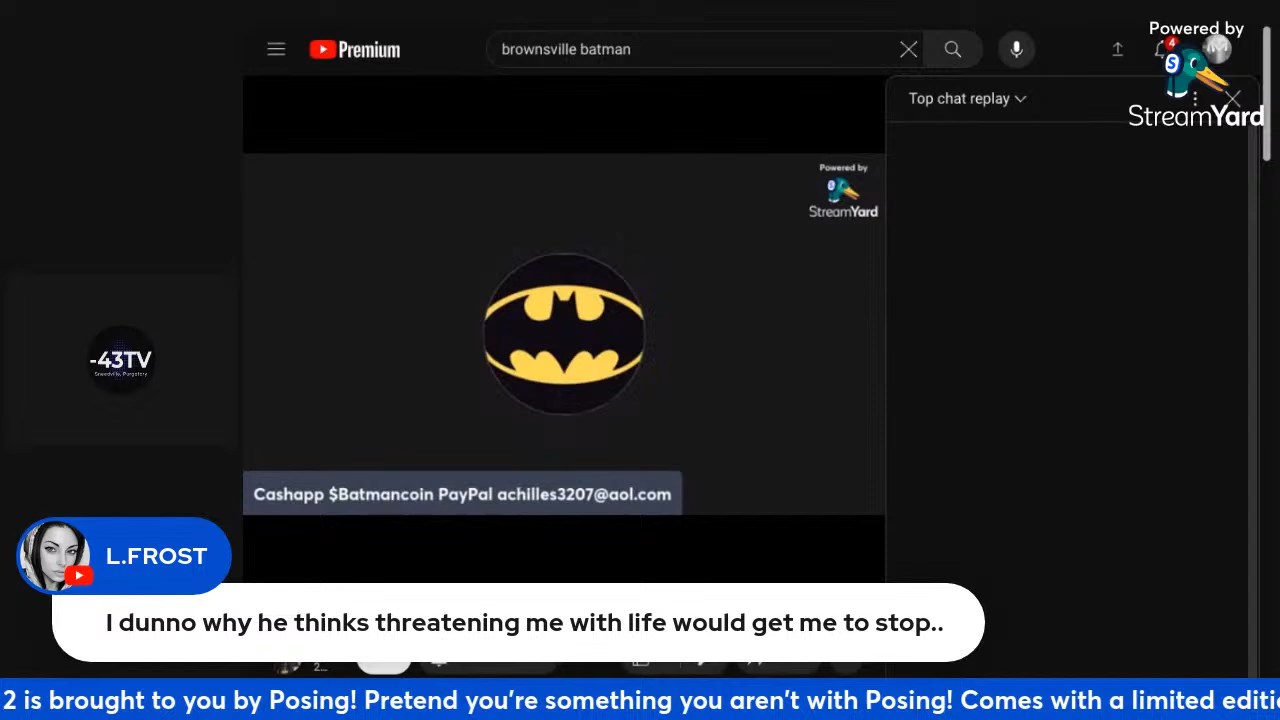 Powered by
StreamYard
Premium
brownsville batman
4
Top chat replay
Powered by
StreamYard
-43TV
Cashapp $Batmancoin PayPal achilles3207@aol.com
L.FROST
I dunno why he thinks threatening me with life would get me to stop..
2...
2 is brought to you by Posing! Pretend you’re something you aren’t with Posing! Comes with a limited editi